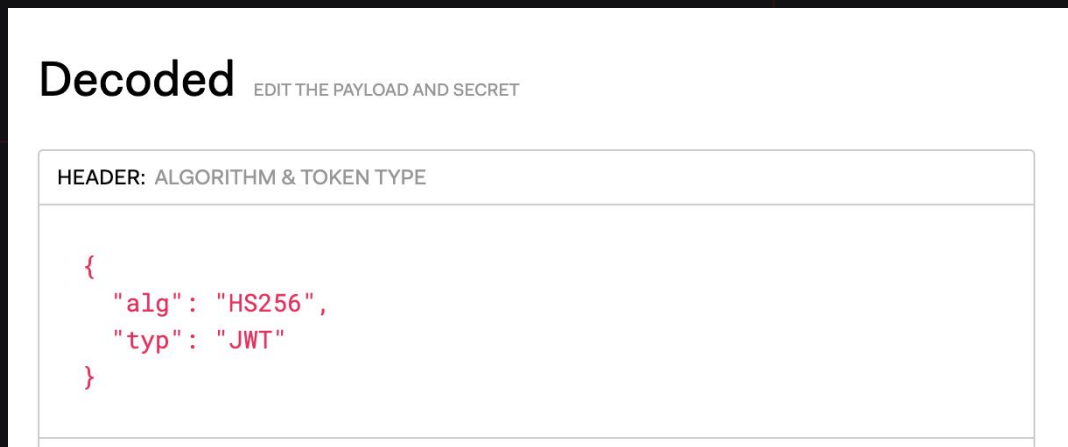 Decoded EDIT THE PAYLOAD AND SECRET
HEADER: ALGORITHM & TOKEN TYPE
{
"alg": "HS256",
"typ": "JWT"
}